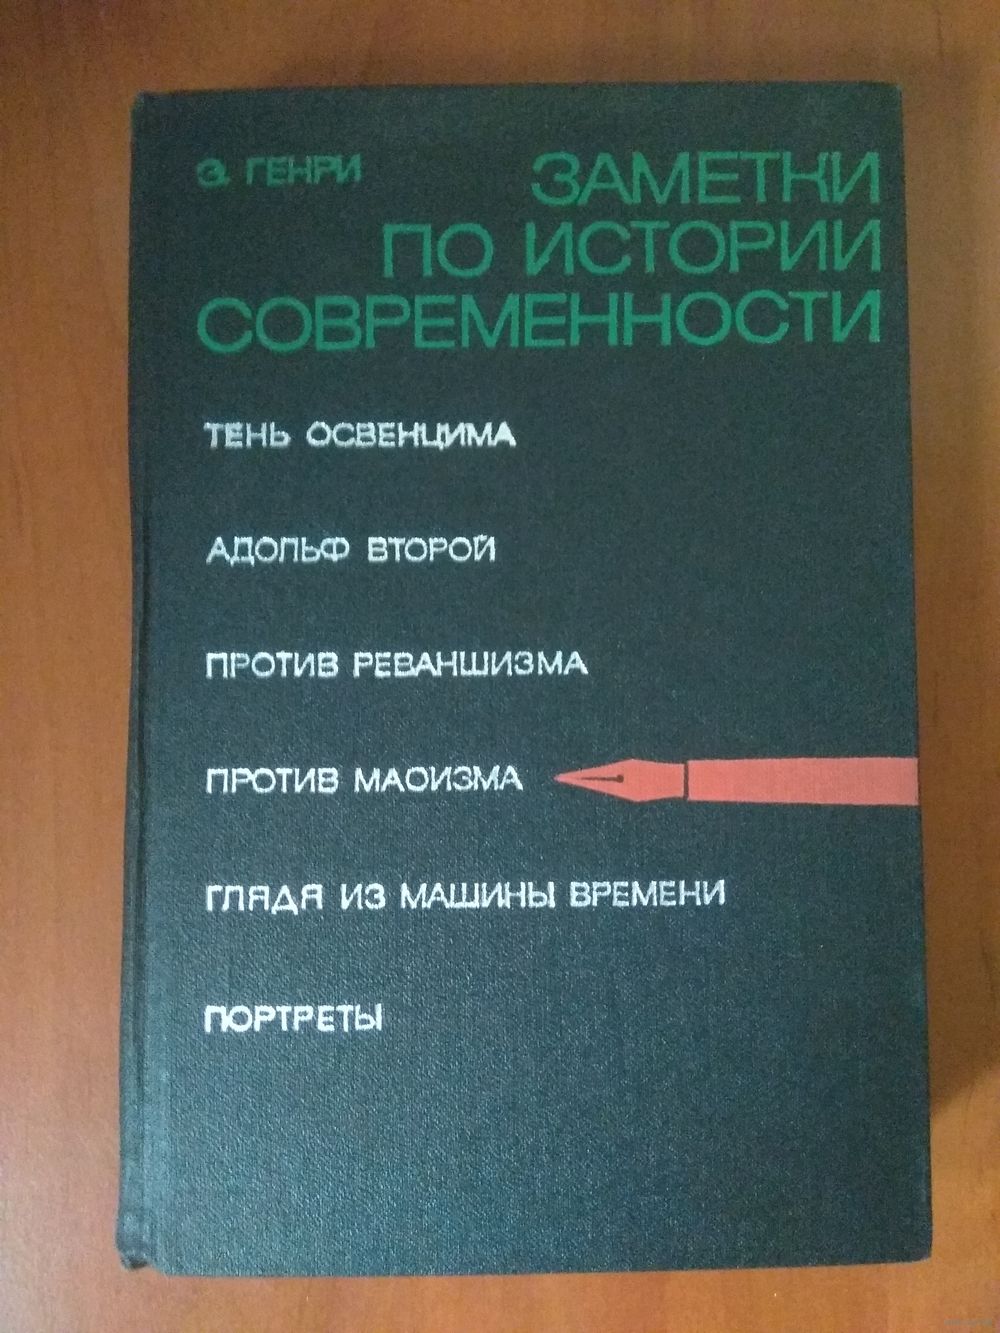 Э. ГЕНРИ
ЗАМЕТКИ
ПО ИСТОРИИ
СОВРЕМЕННОСТИ
ТЕНЬ ОСВЕНЦИМА
АДОЛЬФ ВТОРОЙ
ПРОТИВ РЕВАНШИЗМА
ПРОТИВ МАОИЗМА
ГЛЯДЯ ИЗ МАШИНЫ ВРЕМЕНИ
ПОРТРЕТЫ